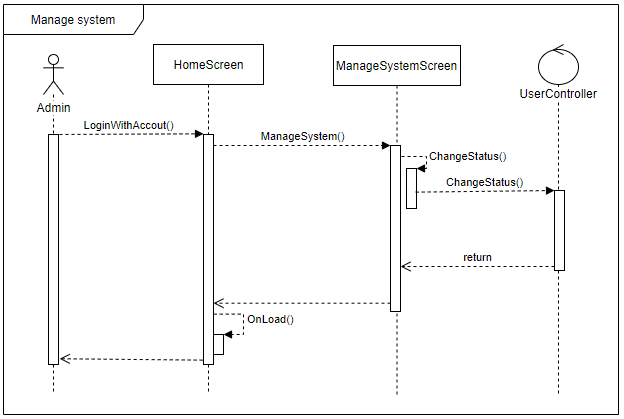 Manage system
HomeScreen
ManageSystemScreen
Admin
UserController
LoginWithAccout()
ManageSystem()
ChangeStatus()
ChangeStatus()
return
OnLoad()